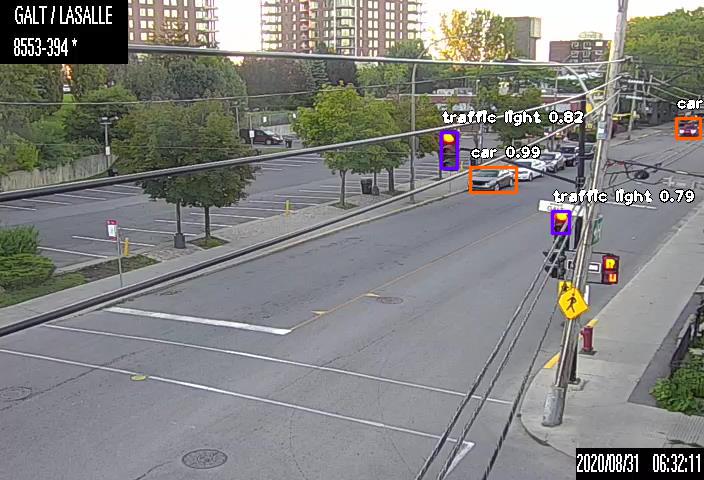 GALT / LASALLE
8553-394 *
car
traffic light 0.82
car 0.99
traffic light 0.79
2020/08/31 06:32:11